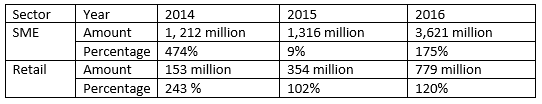 Sector Year 2014 2015 2016
SME Amount 1, 212 million 1,316 million 3,621 million
Percentage 474% 9% 175%
Retail Amount 153 million 354 million 779 million
Percentage 243 % 102% 120%